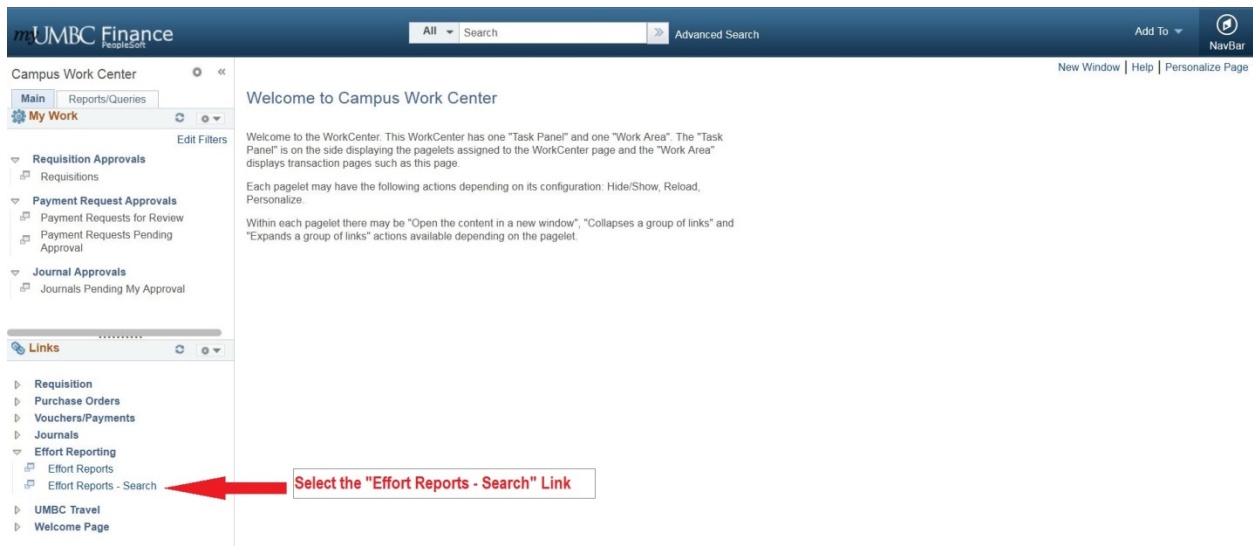 myUMBC Finance
PeopleSoft
All
Search
Advanced Search
Add To
NavBar
New Window | Help | Personalize Page
Campus Work Center
Main
Reports/Queries
My Work
Edit Filters
Requisition Approvals
Requisitions
Payment Request Approvals
Payment Requests for Review
Payment Requests Pending
Approval
Journal Approvals
Journals Pending My Approval
Links
Requisition
Purchase Orders
Vouchers/Payments
Journals
Effort Reporting
Effort Reports
Effort Reports - Search
UMBC Travel
Welcome Page
Welcome to Campus Work Center
Welcome to the WorkCenter. This WorkCenter has one "Task Panel" and one "Work Area". The "Task
Panel" is on the side displaying the pagelets assigned to the WorkCenter page and the "Work Area"
displays transaction pages such as this page.
Each pagelet may have the following actions depending on its configuration: Hide/Show, Reload,
Personalize.
Within each pagelet there may be "Open the content in a new window", "Collapses a group of links" and
"Expands a group of links" actions available depending on the pagelet.
Select the "Effort Reports - Search" Link